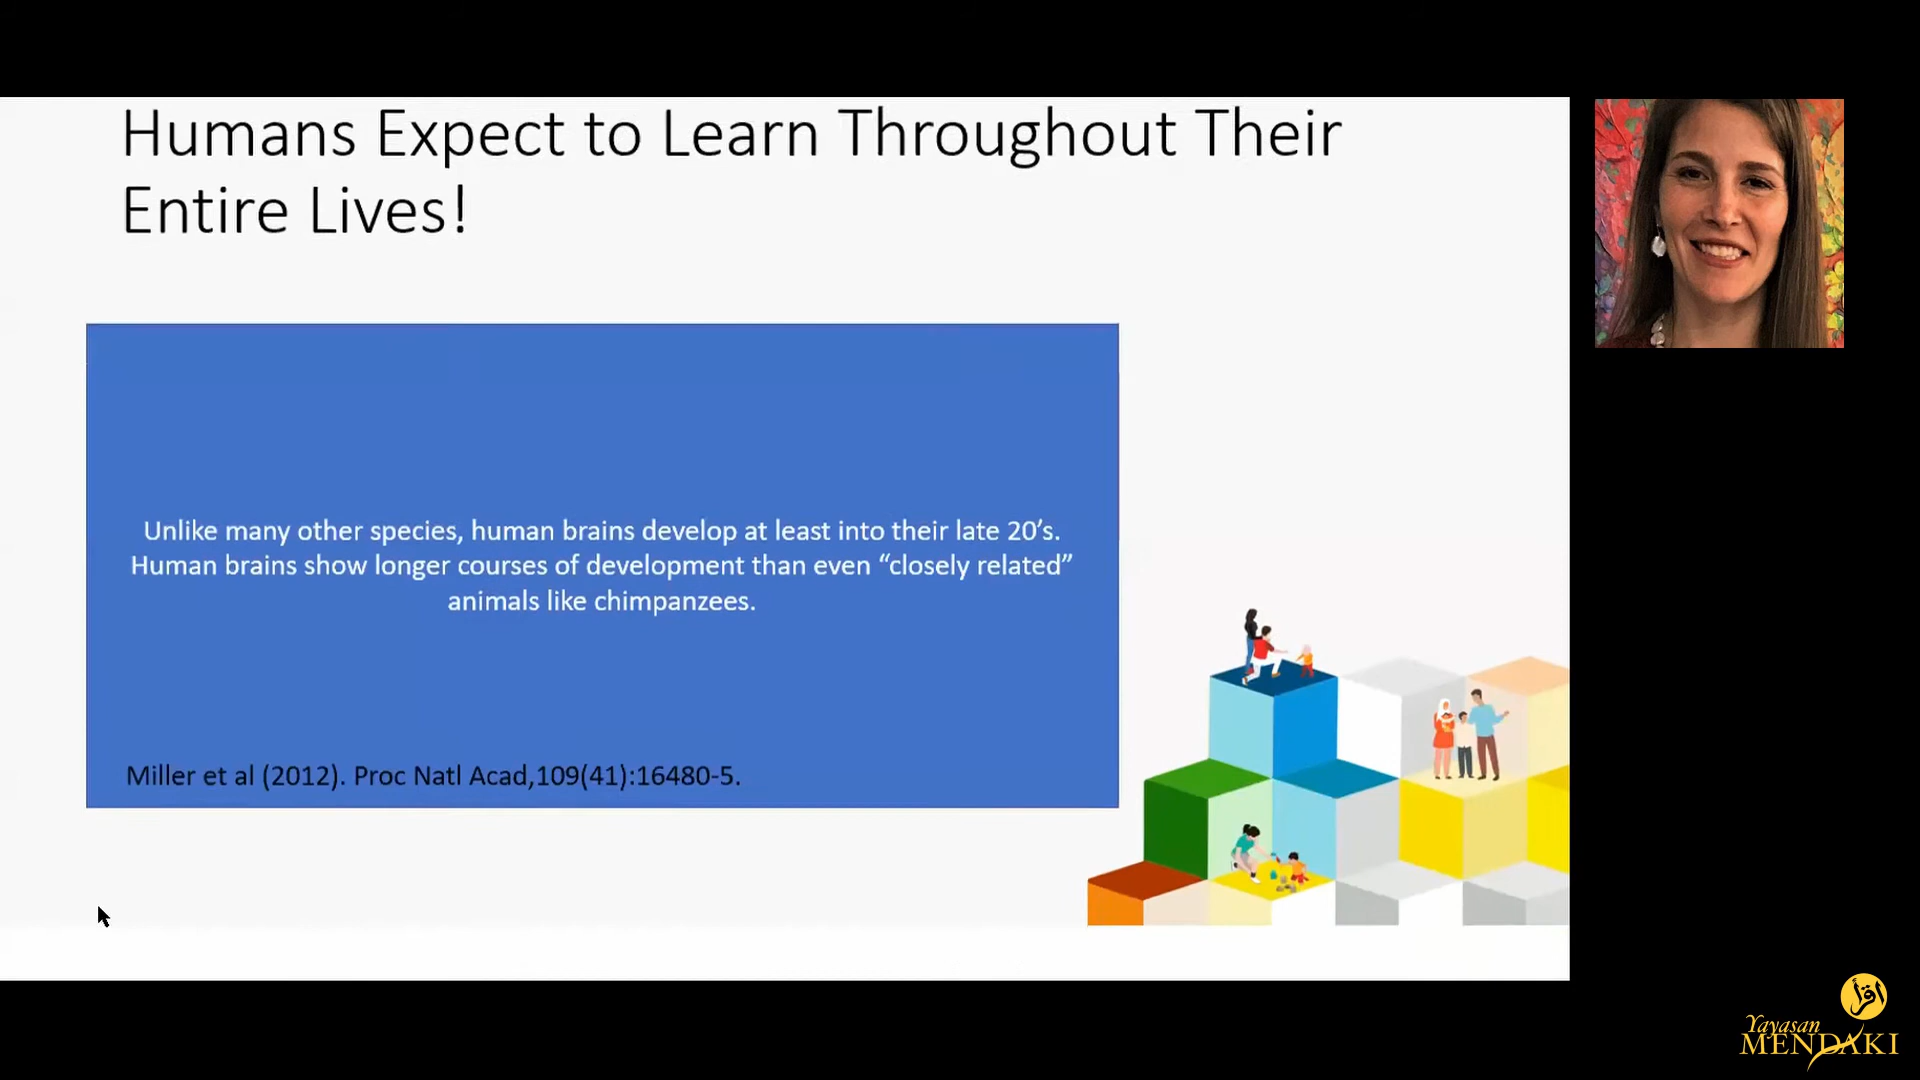 Humans Expect to Learn Throughout Their
Entire Lives!
Unlike many other species, human brains develop at least into their late 20’s.
Human brains show longer courses of development than even “closely related”
animals like chimpanzees.
Miller et al (2012). Proc Natl Acad,109(41):16480-5.
اقرأ
Yayasan
MENDAKI